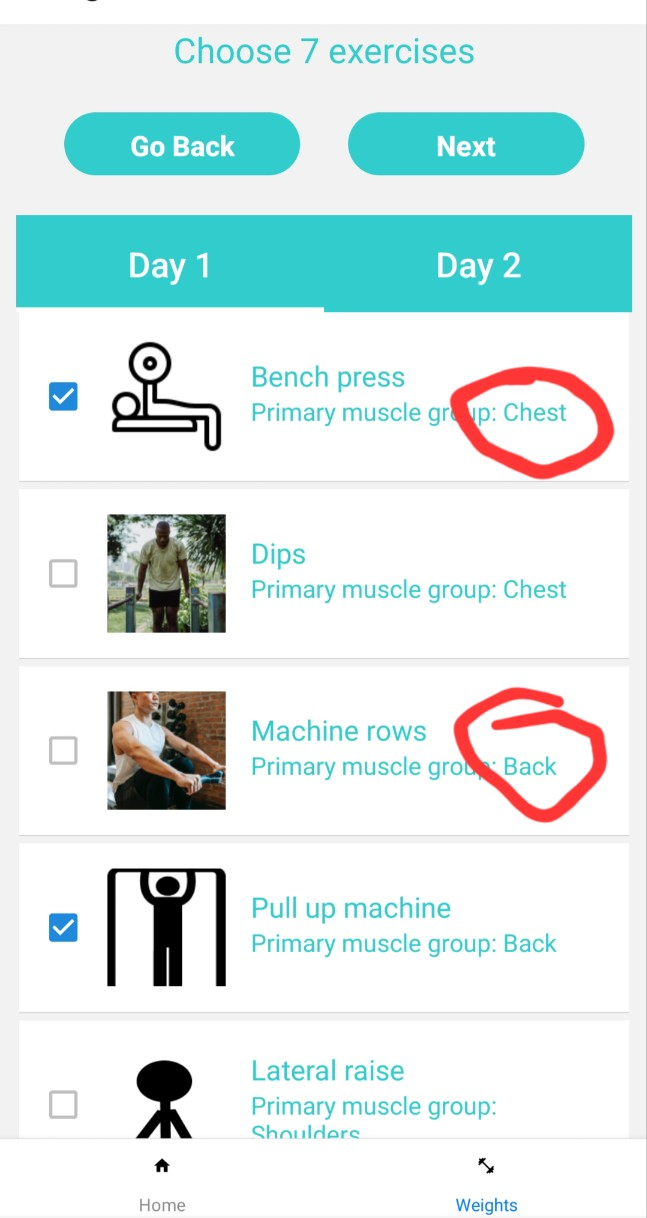 Choose 7 exercises
Go Back
Next
Day 1
Day 2
Bench press
Primary muscle group: Chest
Dips
Primary muscle group: Chest
Machine rows
Primary muscle group: Back
Pull up machine
Primary muscle group: Back
Lateral raise
Primary muscle group:
Shoulders
Home
Weights